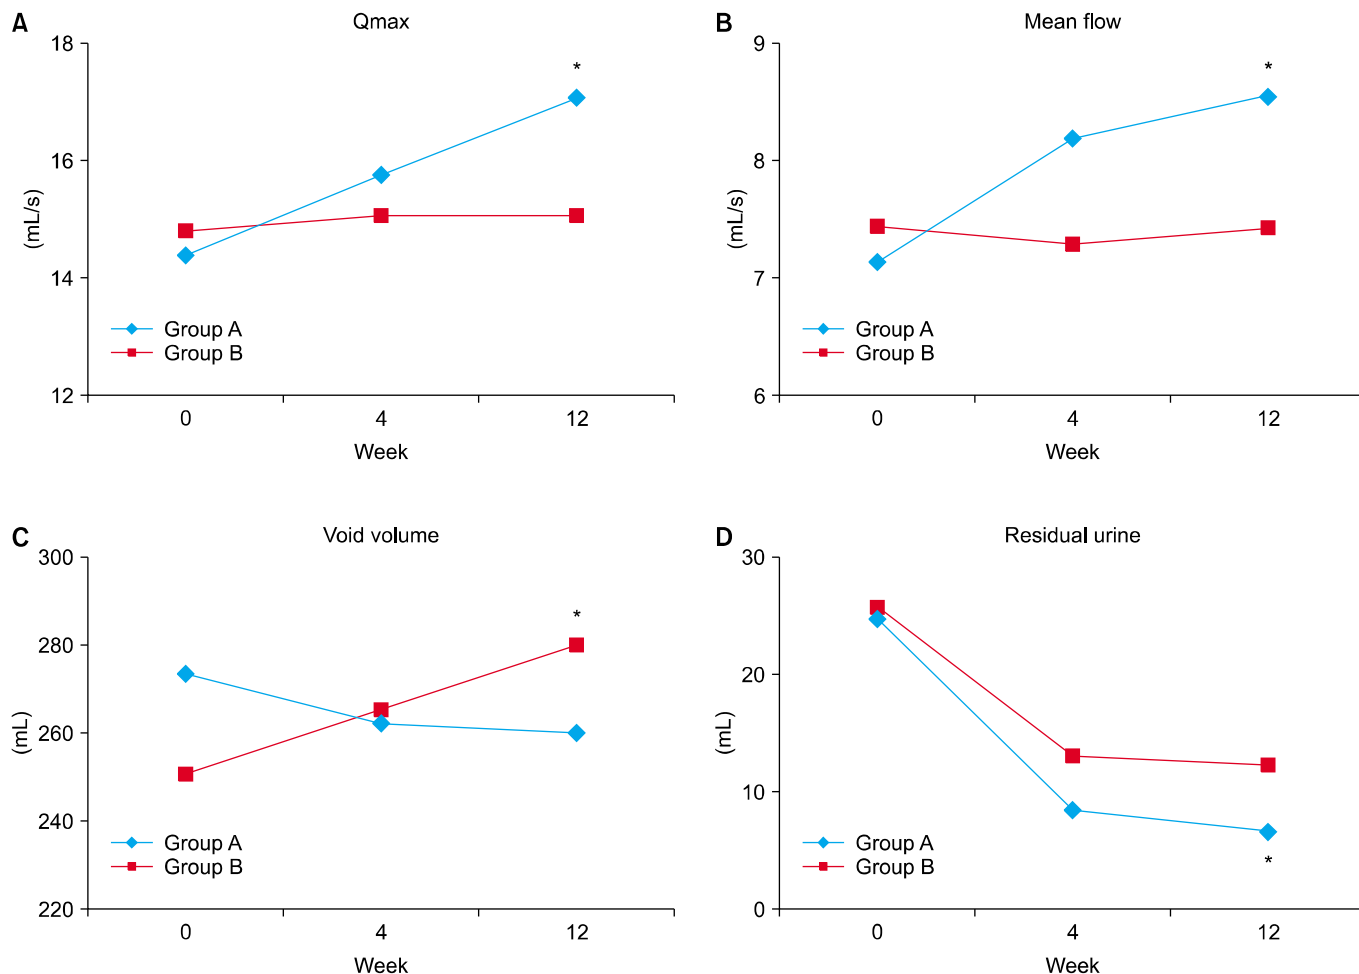 A
Qmax
18
16
14
12
(mL/s)
*
Group A
Group B
0 4 12
Week
B
Mean flow
9
8
7
6
(mL/s)
*
Group A
Group B
0 4 12
Week
C
Void volume
300
280
260
240
220
(mL)
*
Group A
Group B
0 4 12
Week
D
Residual urine
30
20
10
0
(mL)
Group A
Group B
*
0 4 12
Week